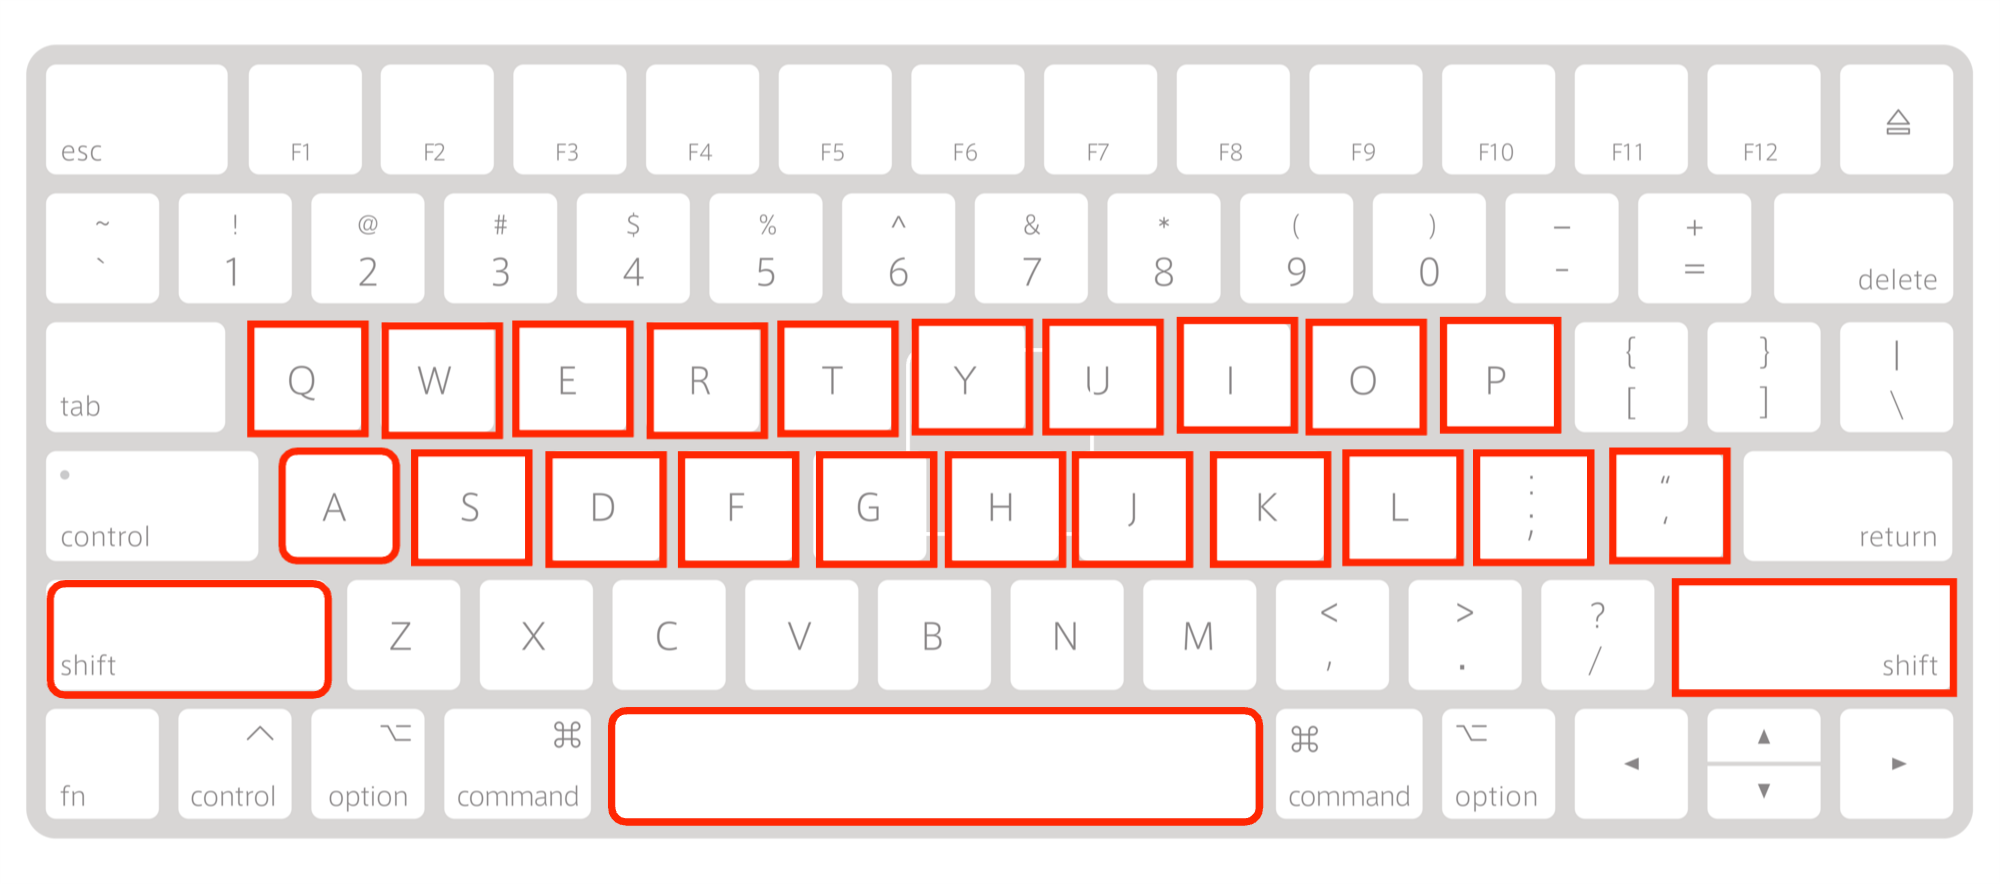 esc F1 F2 F3 F4 F5 F6 F7 F8 F9 F10 F11 F12 ⏏
~ ! @ # $ % ^ & * ( ) – +
` 1 2 3 4 5 6 7 8 9 0 - = delete
tab Q W E R T Y U I O P { } |
[ ] \
control A S D F G H J K L : “
; ‘ return
shift Z X C V B N M < > ? shift
, . /
fn ^ control ⌥ option ⌘ command ⌘ command ⌥ option ◄ ▲ ▼ ►